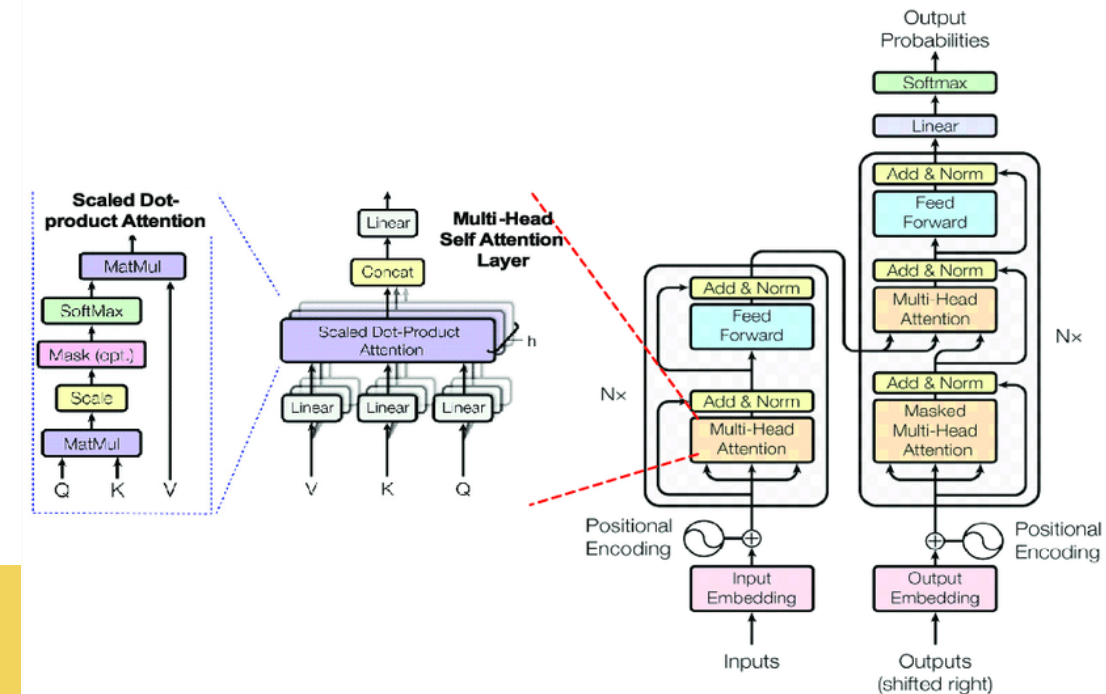 Scaled Dot-
product Attention
MatMul
SoftMax
Mask (opt.)
Scale
MatMul
Q
K
V
Multi-Head
Self Attention
Layer
Linear
Concat
Scaled Dot-Product
Attention
h
Linear
Linear
Linear
V
K
Q
Nx
Add & Norm
Feed
Forward
Add & Norm
Multi-Head
Attention
Positional
Encoding
Input
Embedding
Inputs
Output
Probabilities
Softmax
Linear
Add & Norm
Feed
Forward
Add & Norm
Multi-Head
Attention
Nx
Add & Norm
Masked
Multi-Head
Attention
Positional
Encoding
Output
Embedding
Outputs
(shifted right)